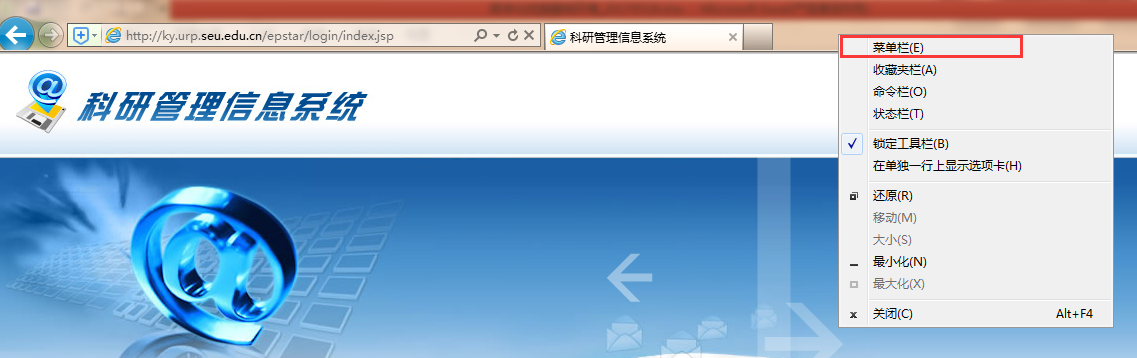 http://ky.urp.seu.edu.cn/epstar/login/index.jsp
科研管理信息系统
科研管理信息系统
菜单栏(E)
收藏夹栏(A)
命令栏(O)
状态栏(T)
锁定工具栏(B)
在单独一行上显示选项卡(H)
还原(R)
移动(M)
大小(S)
最小化(N)
最大化(X)
关闭(C) Alt+F4